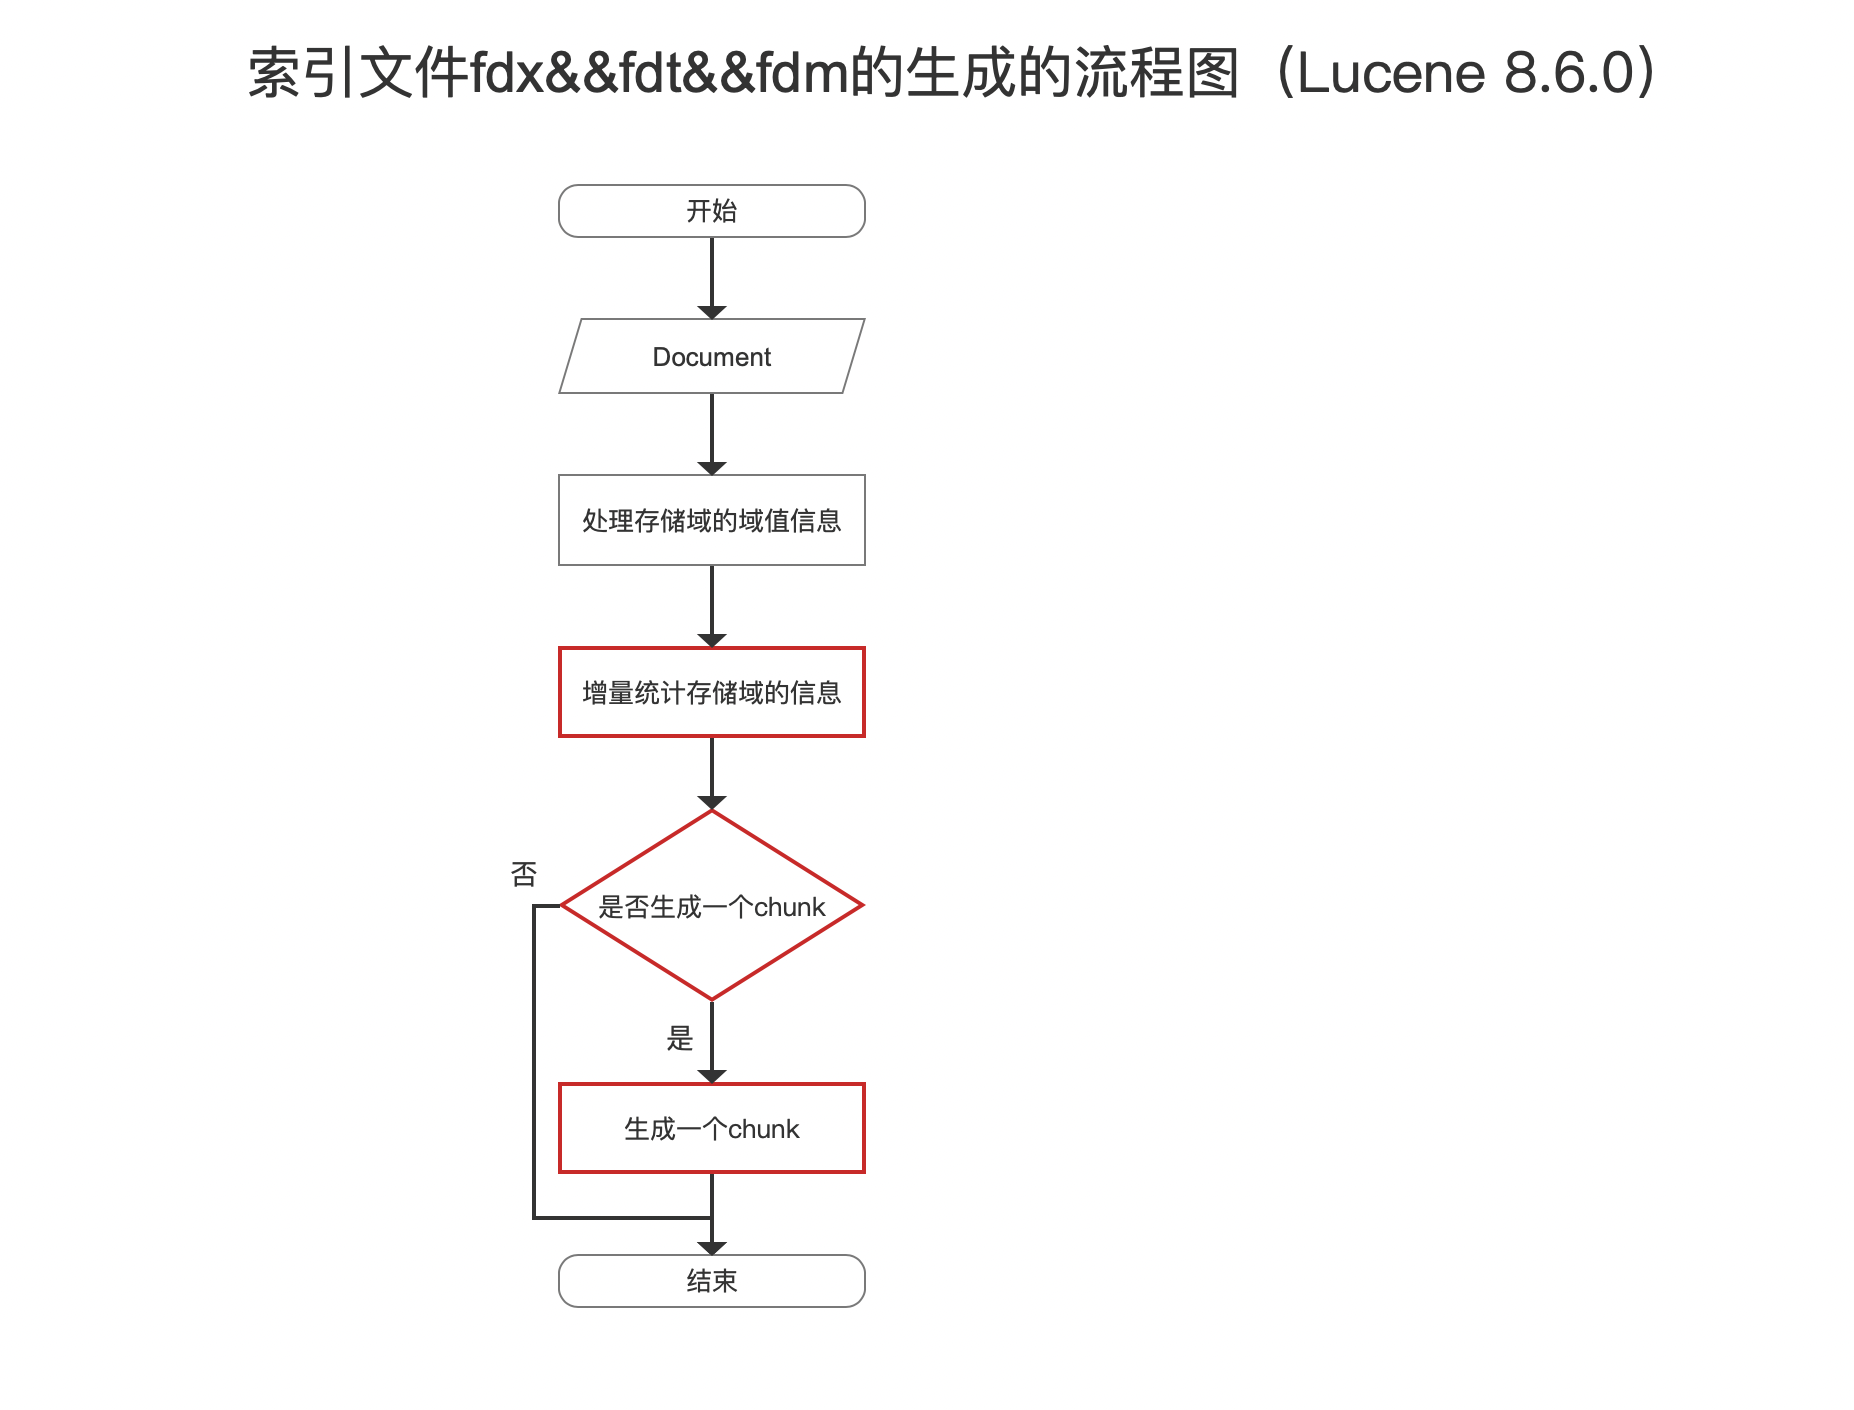 索引文件fdx&&fdt&&fdm的生成的流程图（Lucene 8.6.0）
开始
Document
处理存储域的域值信息
增量统计存储域的信息
否
是否生成一个chunk
是
生成一个chunk
结束